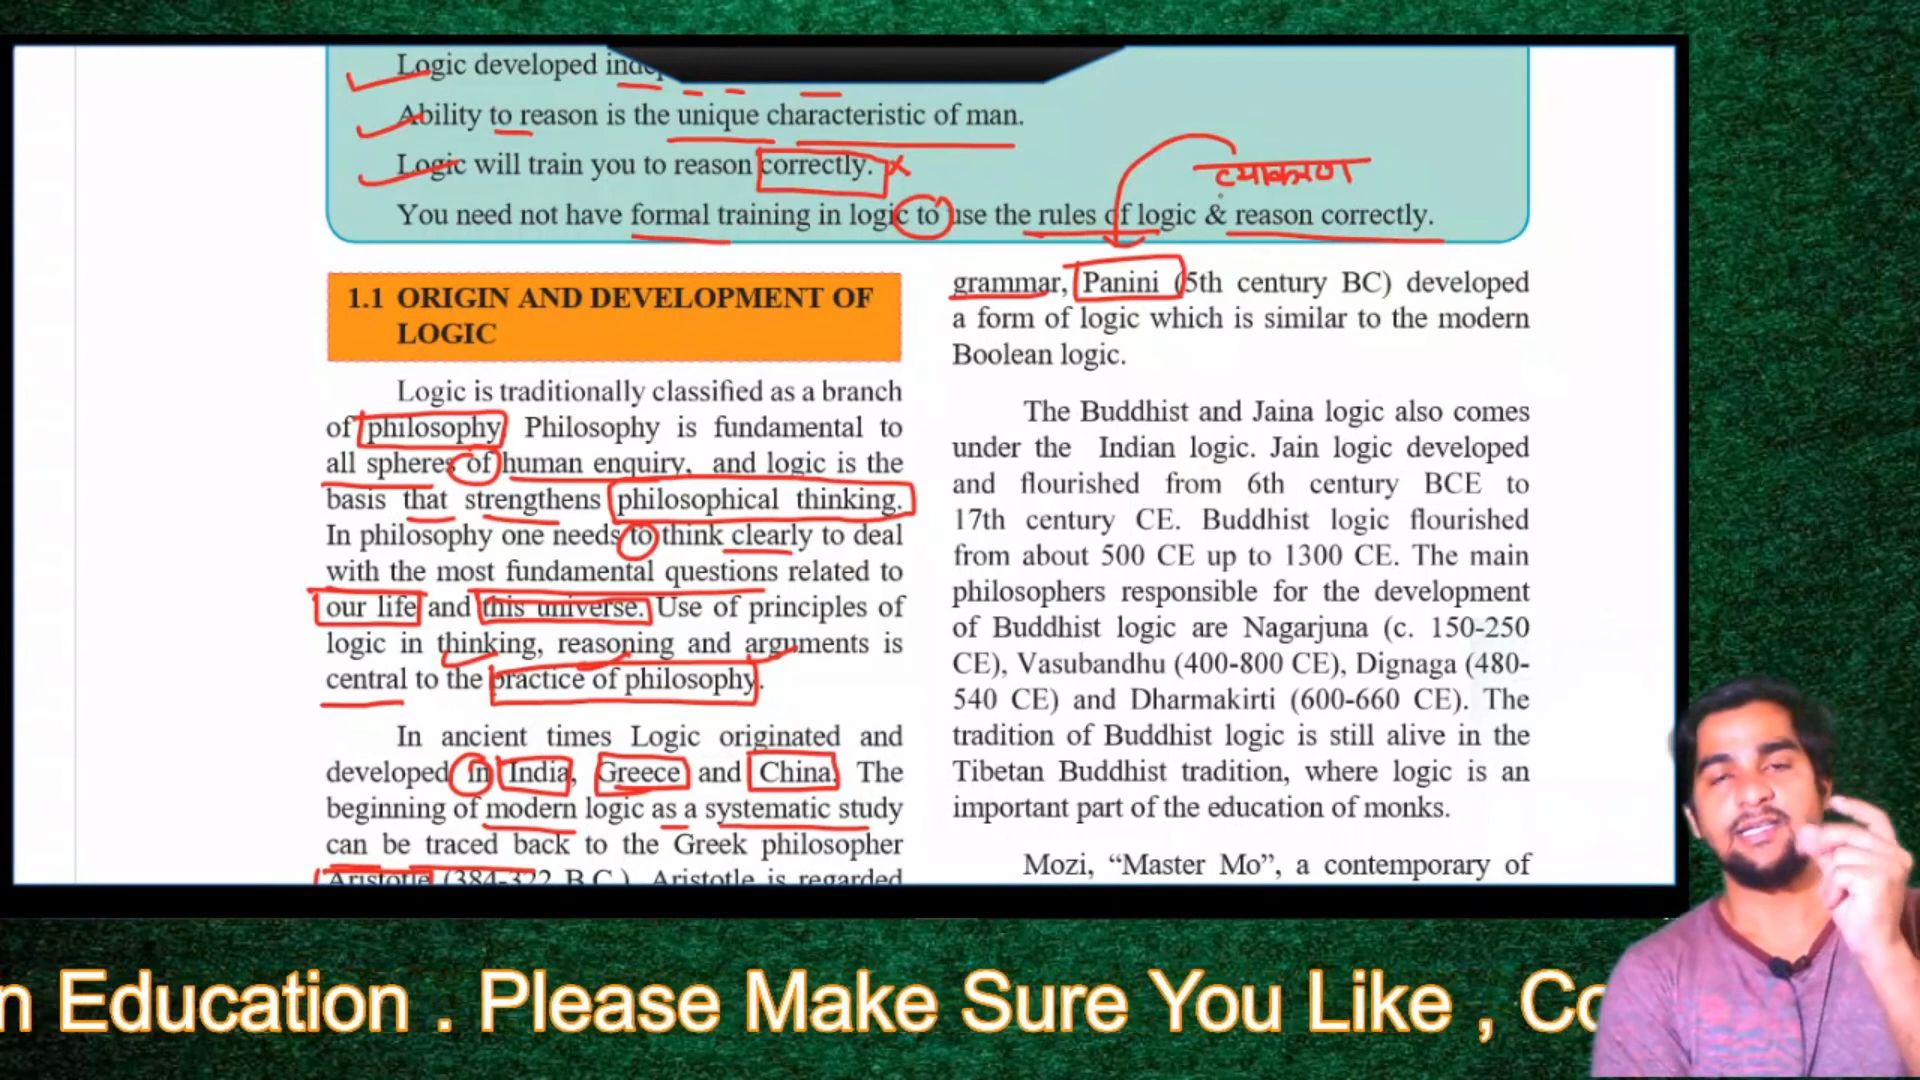 Logic developed
Ability to reason is the unique characteristic of man.
Logic will train you to reason correctly.
व्याकरण
You need not have formal training in logic to use the rules of logic & reason correctly.
1.1 ORIGIN AND DEVELOPMENT OF
LOGIC
Logic is traditionally classified as a branch
of philosophy Philosophy is fundamental to
all spheres of human enquiry, and logic is the
basis that strengthens philosophical thinking.
In philosophy one needs to think clearly to deal
with the most fundamental questions related to
our life and this universe. Use of principles of
logic in thinking, reasoning and arguments is
central to the practice of philosophy.
In ancient times Logic originated and
developed in India, Greece and China. The
beginning of modern logic as a systematic study
can be traced back to the Greek philosopher
Aristotle (384-322 B.C.). Aristotle is regarded
grammar, Panini (5th century BC) developed
a form of logic which is similar to the modern
Boolean logic.
The Buddhist and Jaina logic also comes
under the Indian logic. Jain logic developed
and flourished from 6th century BCE to
17th century CE. Buddhist logic flourished
from about 500 CE up to 1300 CE. The main
philosophers responsible for the development
of Buddhist logic are Nagarjuna (c. 150-250
CE), Vasubandhu (400-800 CE), Dignaga (480-
540 CE) and Dharmakirti (600-660 CE). The
tradition of Buddhist logic is still alive in the
Tibetan Buddhist tradition, where logic is an
important part of the education of monks.
Mozi, “Master Mo”, a contemporary of
n Education . Please Make Sure You Like , Co